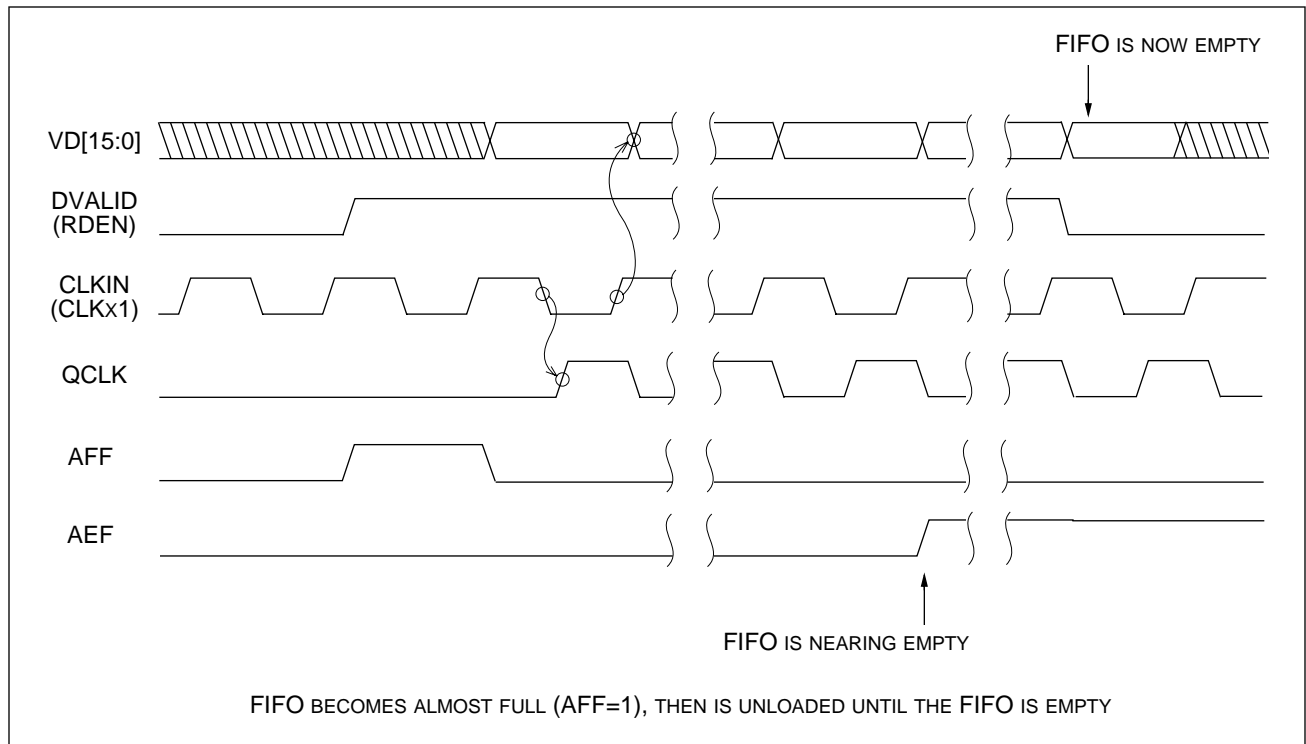 FIFO IS NOW EMPTY
VD[15:0]
DVALID
(RDEN)
CLKIN
(CLKX1)
QCLK
AFF
AEF
FIFO IS NEARING EMPTY
FIFO BECOMES ALMOST FULL (AFF=1), THEN IS UNLOADED UNTIL THE FIFO IS EMPTY